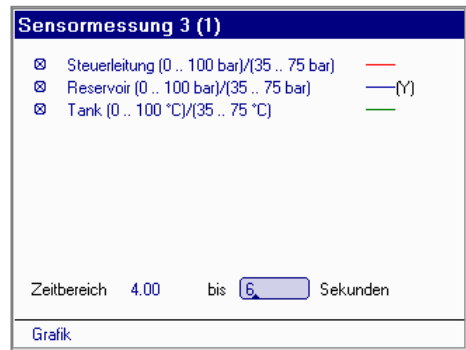 Sensormessung 3 (1)
Steuerleitung (0 .. 100 bar)/(35 .. 75 bar)
Reservoir (0 .. 100 bar)/(35 .. 75 bar) (Y)
Tank (0 .. 100 °C)/(35 .. 75 °C)
Zeitbereich 4.00 bis 6 Sekunden
Grafik